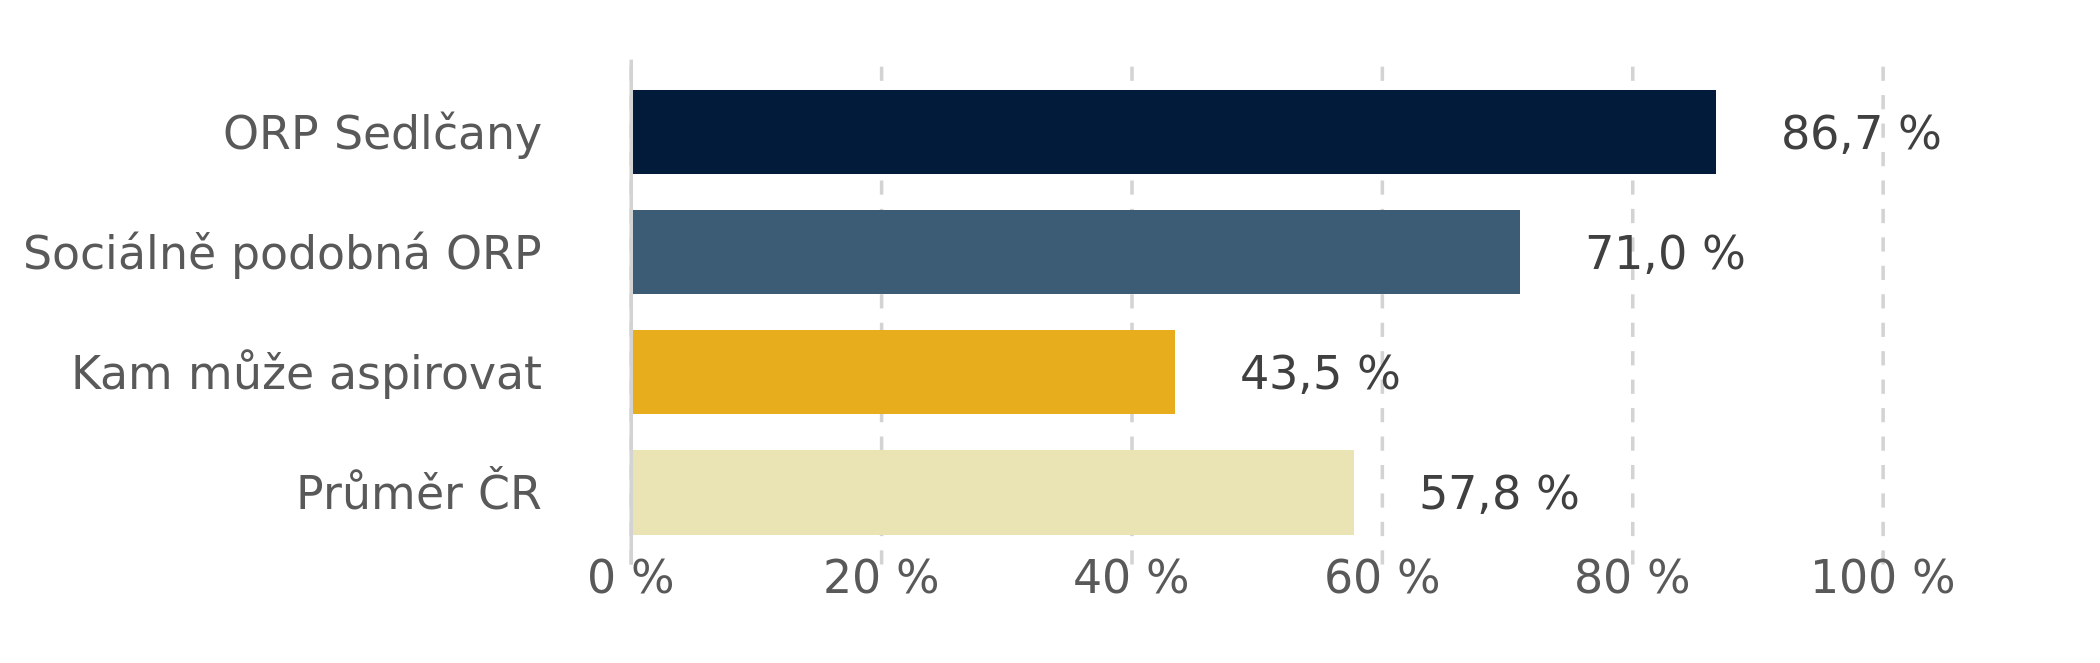 ORP Sedlčany
86,7 %
Sociálně podobná ORP
71,0 %
Kam může aspirovat
43,5 %
Průměr ČR
57,8 %
0 % 20 % 40 % 60 % 80 % 100 %